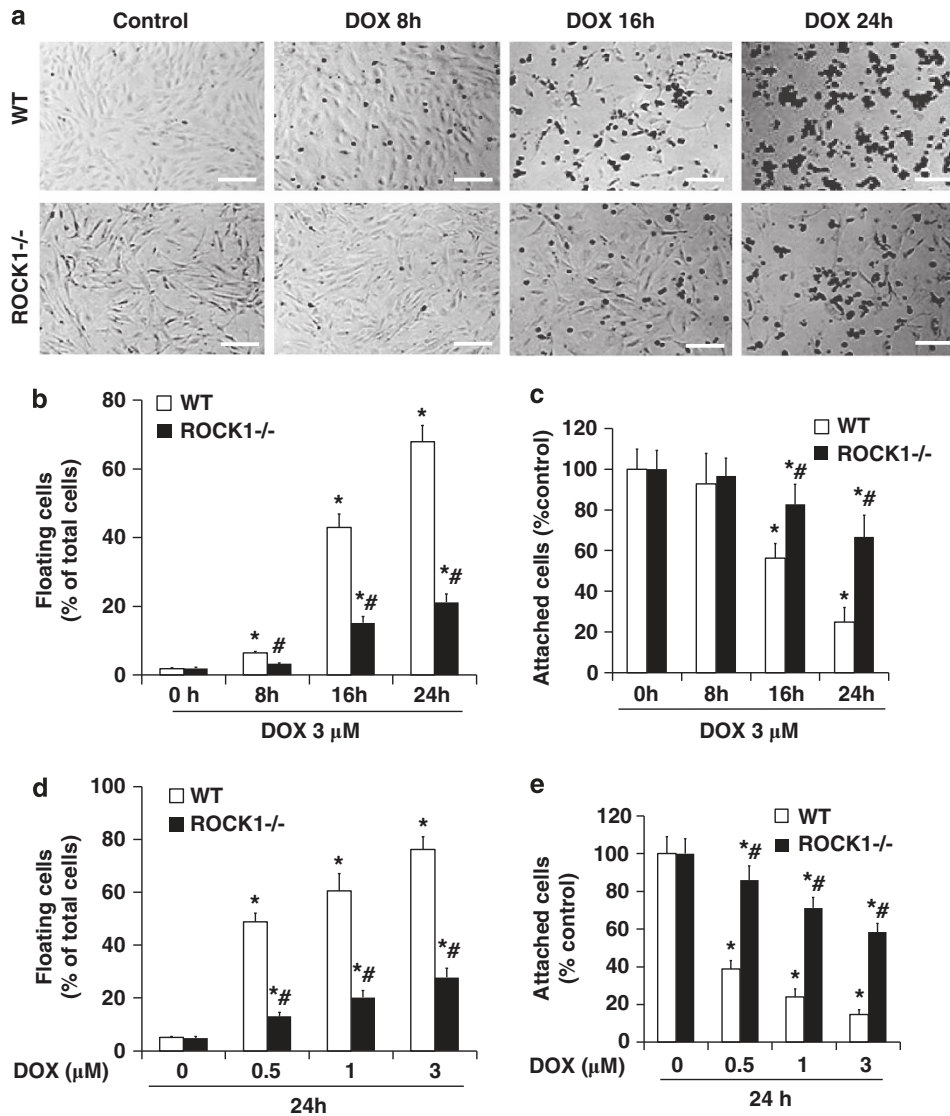 a
Control DOX 8h DOX 16h DOX 24h
WT
ROCK1-/-
b
WT
ROCK1-/-
Floating cells
(% of total cells)
80
60
40
20
0
*
#
*
*#
*
*#
0 h 8h 16h 24h
DOX 3 µM
c
WT
ROCK1-/-
Attached cells (%control)
120
100
80
60
40
20
0
*
*#
*
*#
0h 8h 16h 24h
DOX 3 µM
d
WT
ROCK1-/-
Floating cells
(% of total cells)
100
80
60
40
20
0
*
*#
*
*#
*
*#
DOX (µM) 0 0.5 1 3
24h
e
WT
ROCK1-/-
Attached cells
(% control)
120
100
80
60
40
20
0
*
*#
*
*#
*
*#
DOX (µM) 0 0.5 1 3
24 h